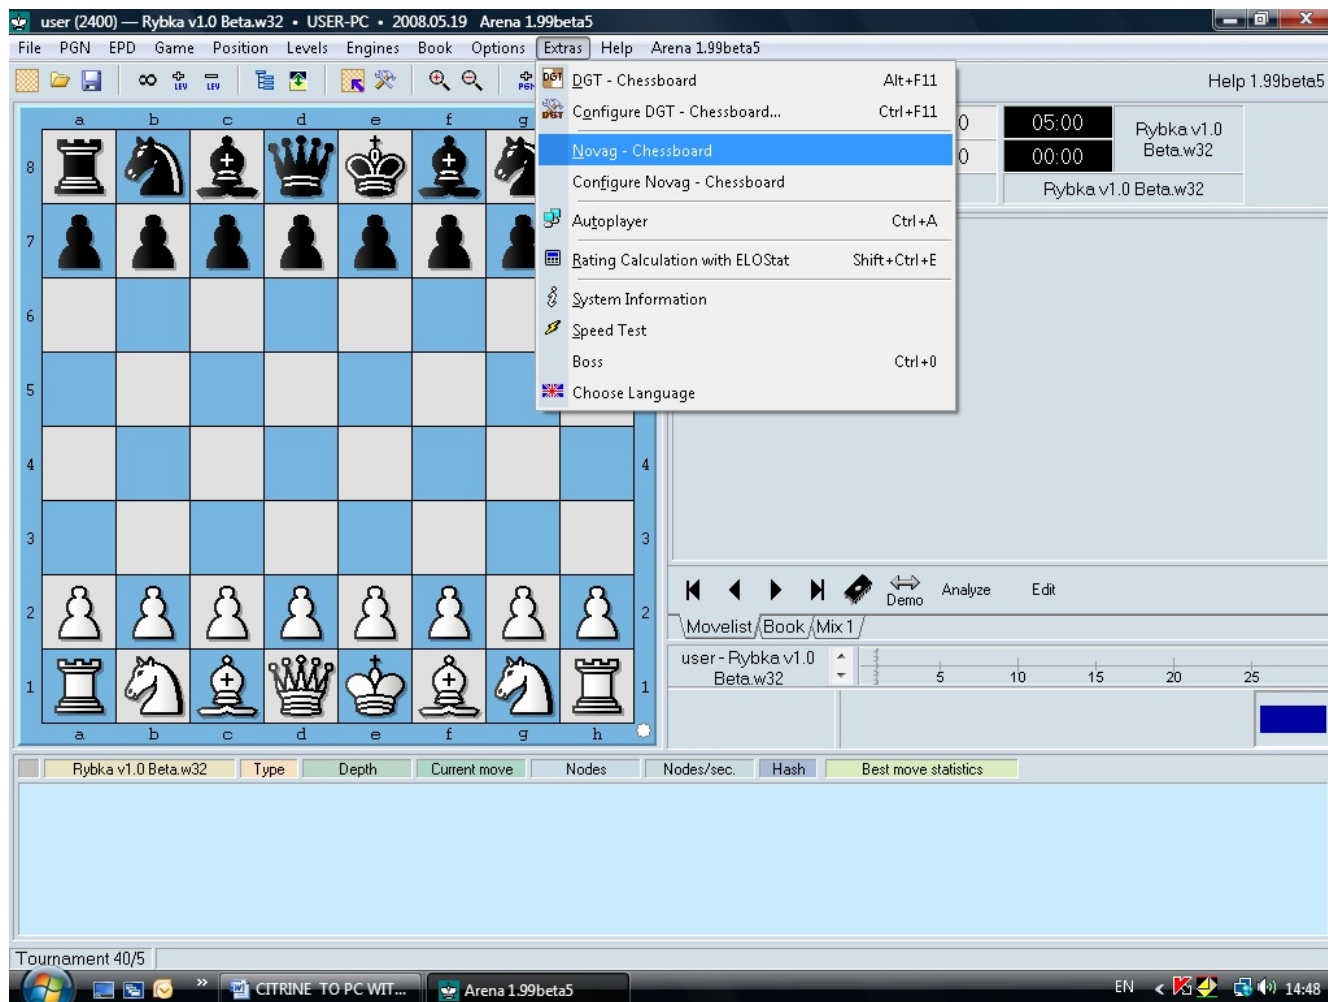 user (2400) — Rybka v1.0 Beta.w32 • USER-PC • 2008.05.19 Arena 1.99beta5
File PGN EPD Game Position Levels Engines Book Options Extras Help Arena 1.99beta5
LEV LEV PGN Help 1.99beta5
DGT DGT - Chessboard Alt+F11
DGT Configure DGT - Chessboard... Ctrl+F11
Novag - Chessboard
Configure Novag - Chessboard
Autoplayer Ctrl+A
Rating Calculation with ELOStat Shift+Ctrl+E
System Information
Speed Test
Boss Ctrl+0
Choose Language
0 05:00 Rybka v1.0
0 00:00 Beta.w32
Rybka v1.0 Beta.w32
a b c d e f g
8
7
6
5
4 4
3 3
2 2
1 1
a b c d e f g h
Demo Analyze Edit
Movelist Book Mix 1
user - Rybka v1.0
Beta.w32
5 10 15 20 25
Rybka v1.0 Beta.w32 Type Depth Current move Nodes Nodes/sec. Hash Best move statistics
Tournament 40/5
» CITRINE TO PC WIT... Arena 1.99beta5 EN < 14:48